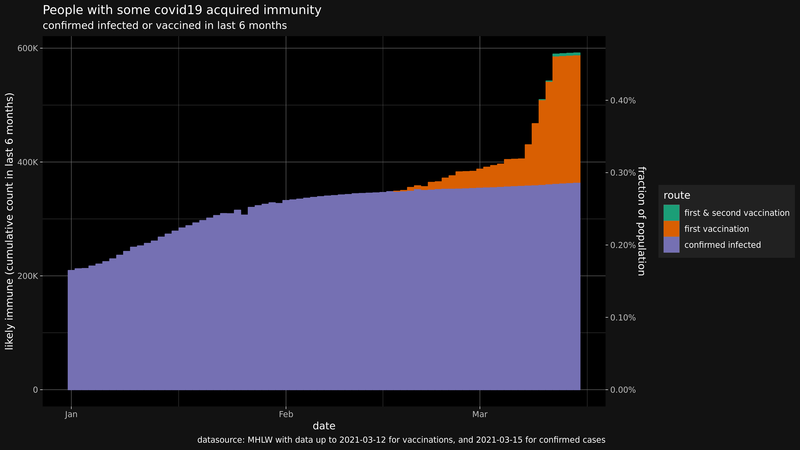 People with some covid19 acquired immunity
confirmed infected or vaccined in last 6 months
likely immune (cumulative count in last 6 months)
600K
400K
200K
0
0.40%
0.30%
0.20%
0.10%
0.00%
fraction of population
Jan
Feb
Mar
date
route
first & second vaccination
first vaccination
confirmed infected
datasource: MHLW with data up to 2021-03-12 for vaccinations, and 2021-03-15 for confirmed cases